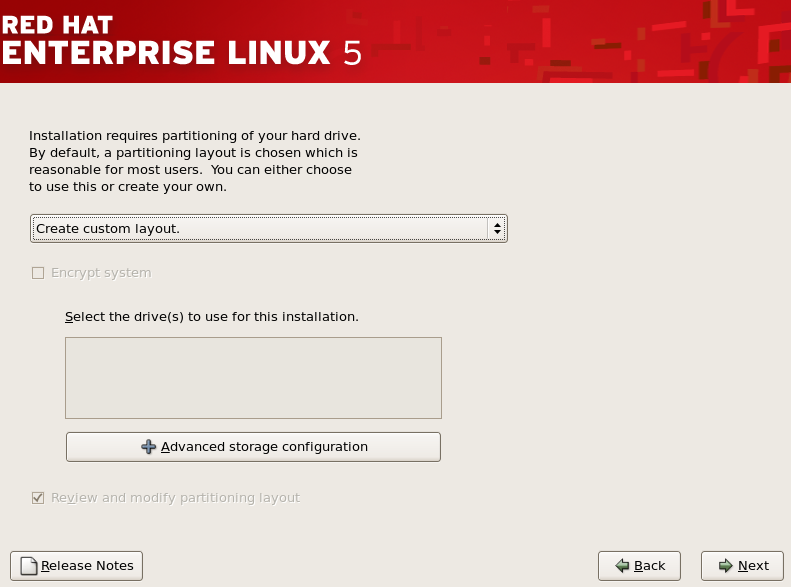 RED HAT
ENTERPRISE LINUX 5
Installation requires partitioning of your hard drive.
By default, a partitioning layout is chosen which is
reasonable for most users.  You can either choose
to use this or create your own.
Create custom layout.
Encrypt system
Select the drive(s) to use for this installation.
Advanced storage configuration
Review and modify partitioning layout
Release Notes
Back
Next